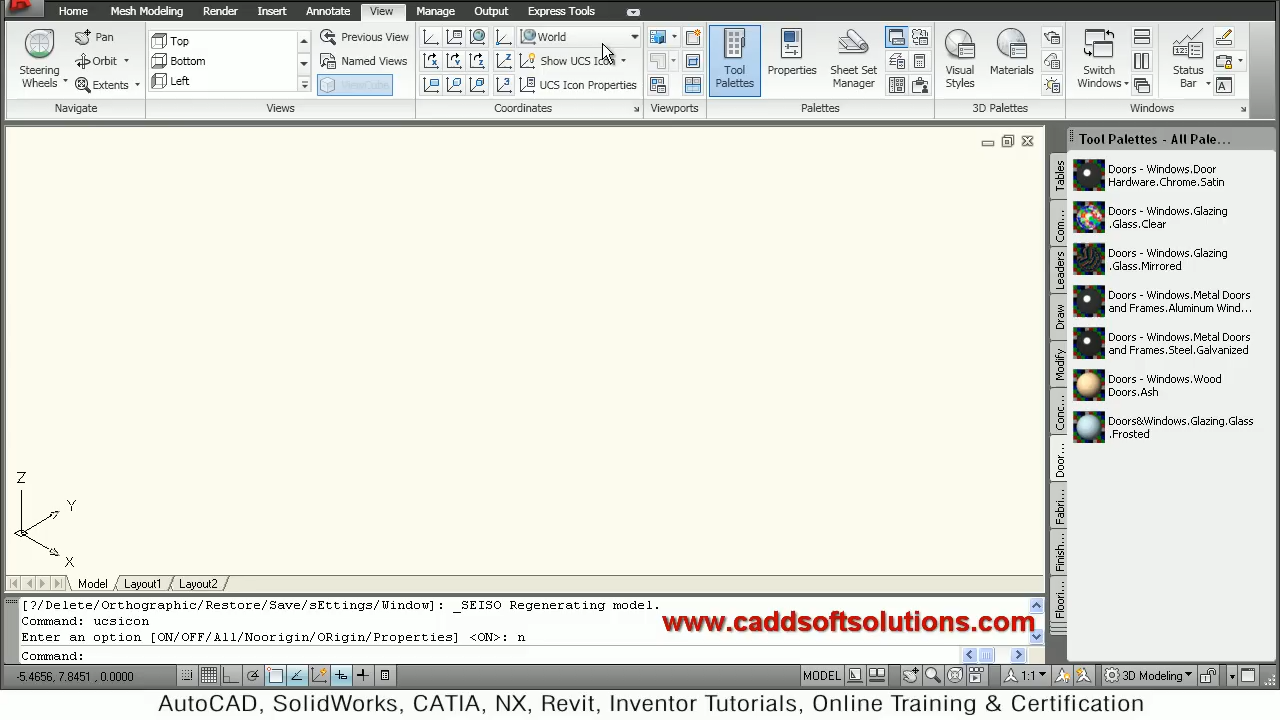 Home Mesh Modeling Render Insert Annotate View Manage Output Express Tools
Steering
Wheels
Pan
Orbit
Extents
Navigate
Top
Bottom
Left
Previous View
Named Views
ViewCube
Views
World
Show UCS Icon
UCS Icon Properties
Coordinates
Viewports
Tool
Palettes
Properties
Sheet Set
Manager
Palettes
Visual
Styles
Materials
3D Palettes
Switch
Windows
Status
Bar
Windows
Tool Palettes - All Pale...
Tables
Com...
Leaders
Draw
Modify
Conc...
Door...
Fabri...
Finish...
Floori...
Doors - Windows.Door
Hardware.Chrome.Satin
Doors - Windows.Glazing
.Glass.Clear
Doors - Windows.Glazing
.Glass.Mirrored
Doors - Windows.Metal Doors
and Frames.Aluminum Wind...
Doors - Windows.Metal Doors
and Frames.Steel.Galvanized
Doors - Windows.Wood
Doors.Ash
Doors&Windows.Glazing.Glass
.Frosted
Z
Y
X
Model Layout1 Layout2
[?/Delete/Orthographic/Restore/Save/sEttings/Window]: _SEISO Regenerating model.
Command: ucsicon
Enter an option [ON/OFF/All/Noorigin/ORigin/Properties] <ON>: n
Command:
www.caddsoftsolutions.com
-5.4656, 7.8451 , 0.0000
MODEL
1:1
3D Modeling
AutoCAD, SolidWorks, CATIA, NX, Revit, Inventor Tutorials, Online Training & Certification